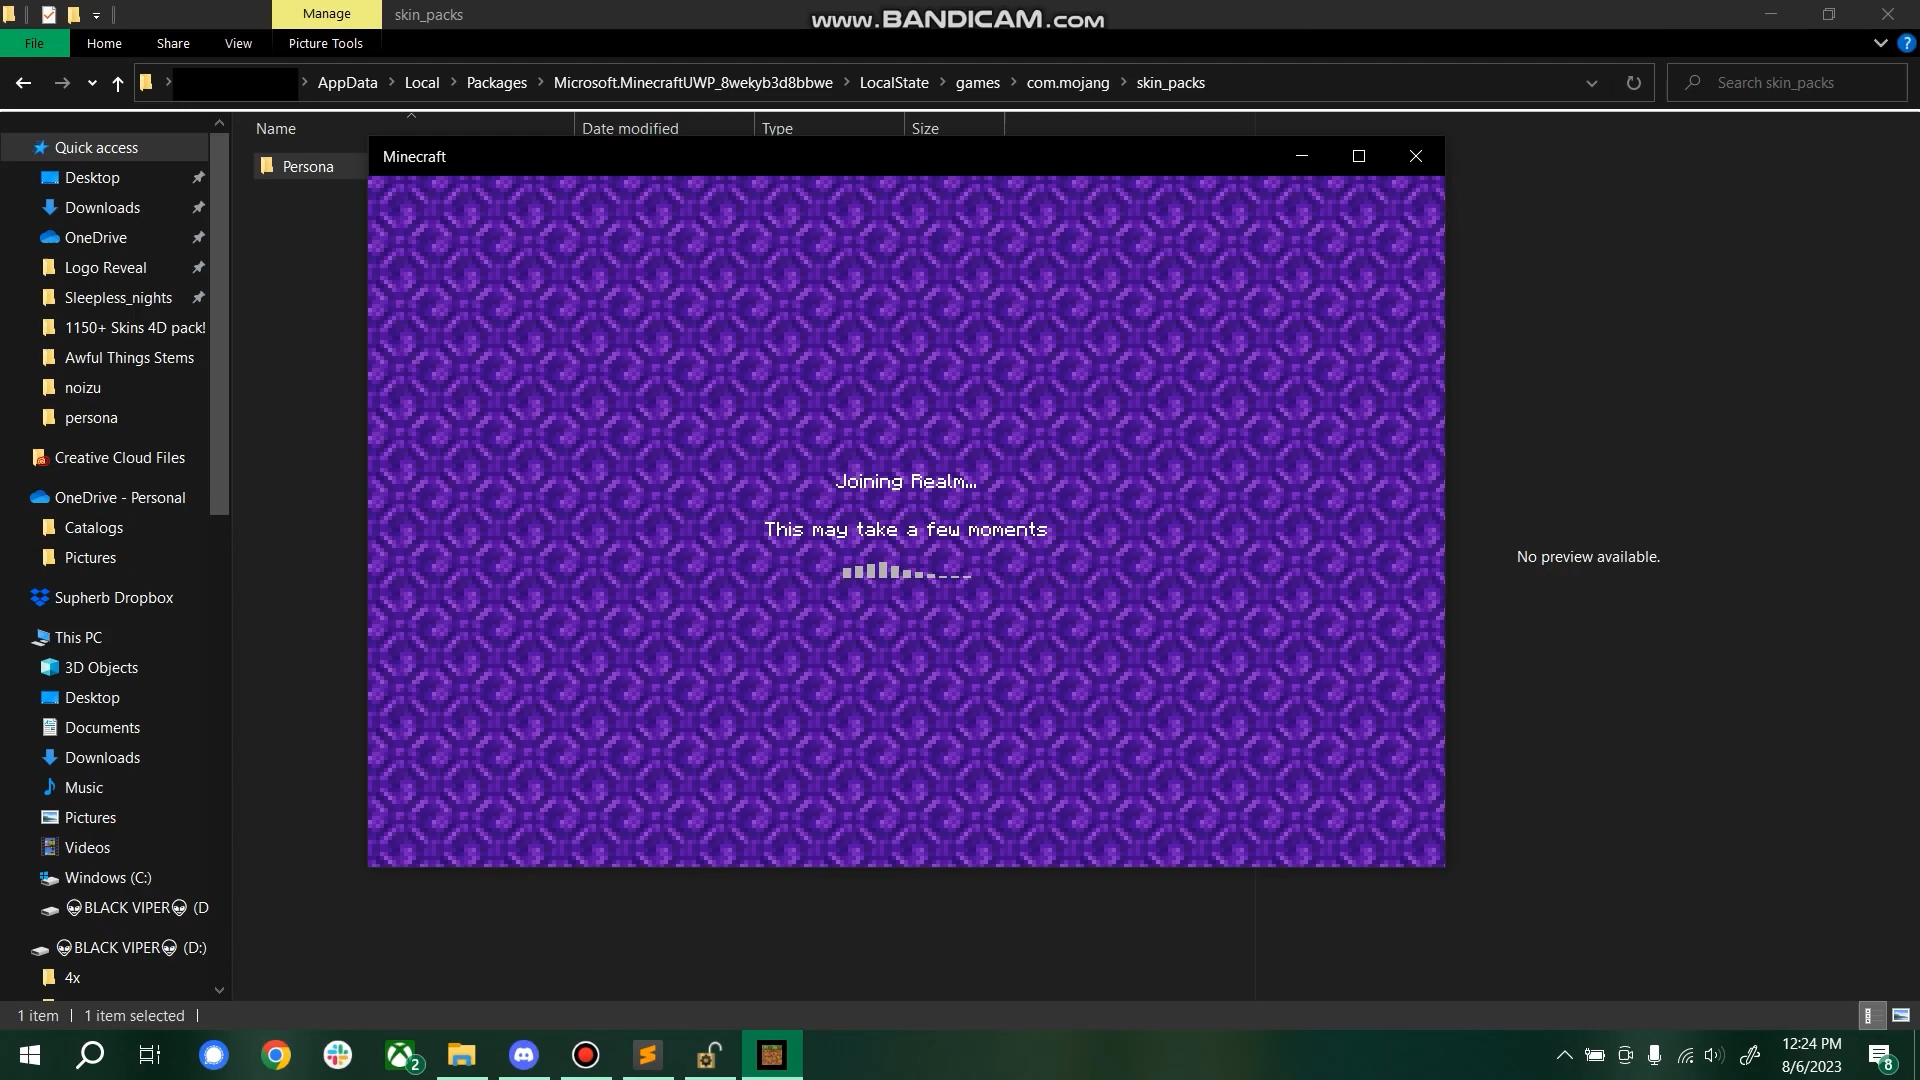 Manage
skin_packs
www.BANDICAM.com
File
Home
Share
View
Picture Tools
AppData
Local
Packages
Microsoft.MinecraftUWP_8wekyb3d8bbwe
LocalState
games
com.mojang
skin_packs
Search skin_packs
Name
Date modified
Type
Size
Quick access
Desktop
Downloads
OneDrive
Logo Reveal
Sleepless_nights
1150+ Skins 4D pack!
Awful Things Stems
noizu
persona
Creative Cloud Files
OneDrive - Personal
Catalogs
Pictures
Supherb Dropbox
This PC
3D Objects
Desktop
Documents
Downloads
Music
Pictures
Videos
Windows (C:)
👽BLACK VIPER👽 (D
👽BLACK VIPER👽 (D:)
4x
Persona
Minecraft
Joining Realm...
This may take a few moments
No preview available.
1 item
1 item selected
2
12:24 PM
8/6/2023
8